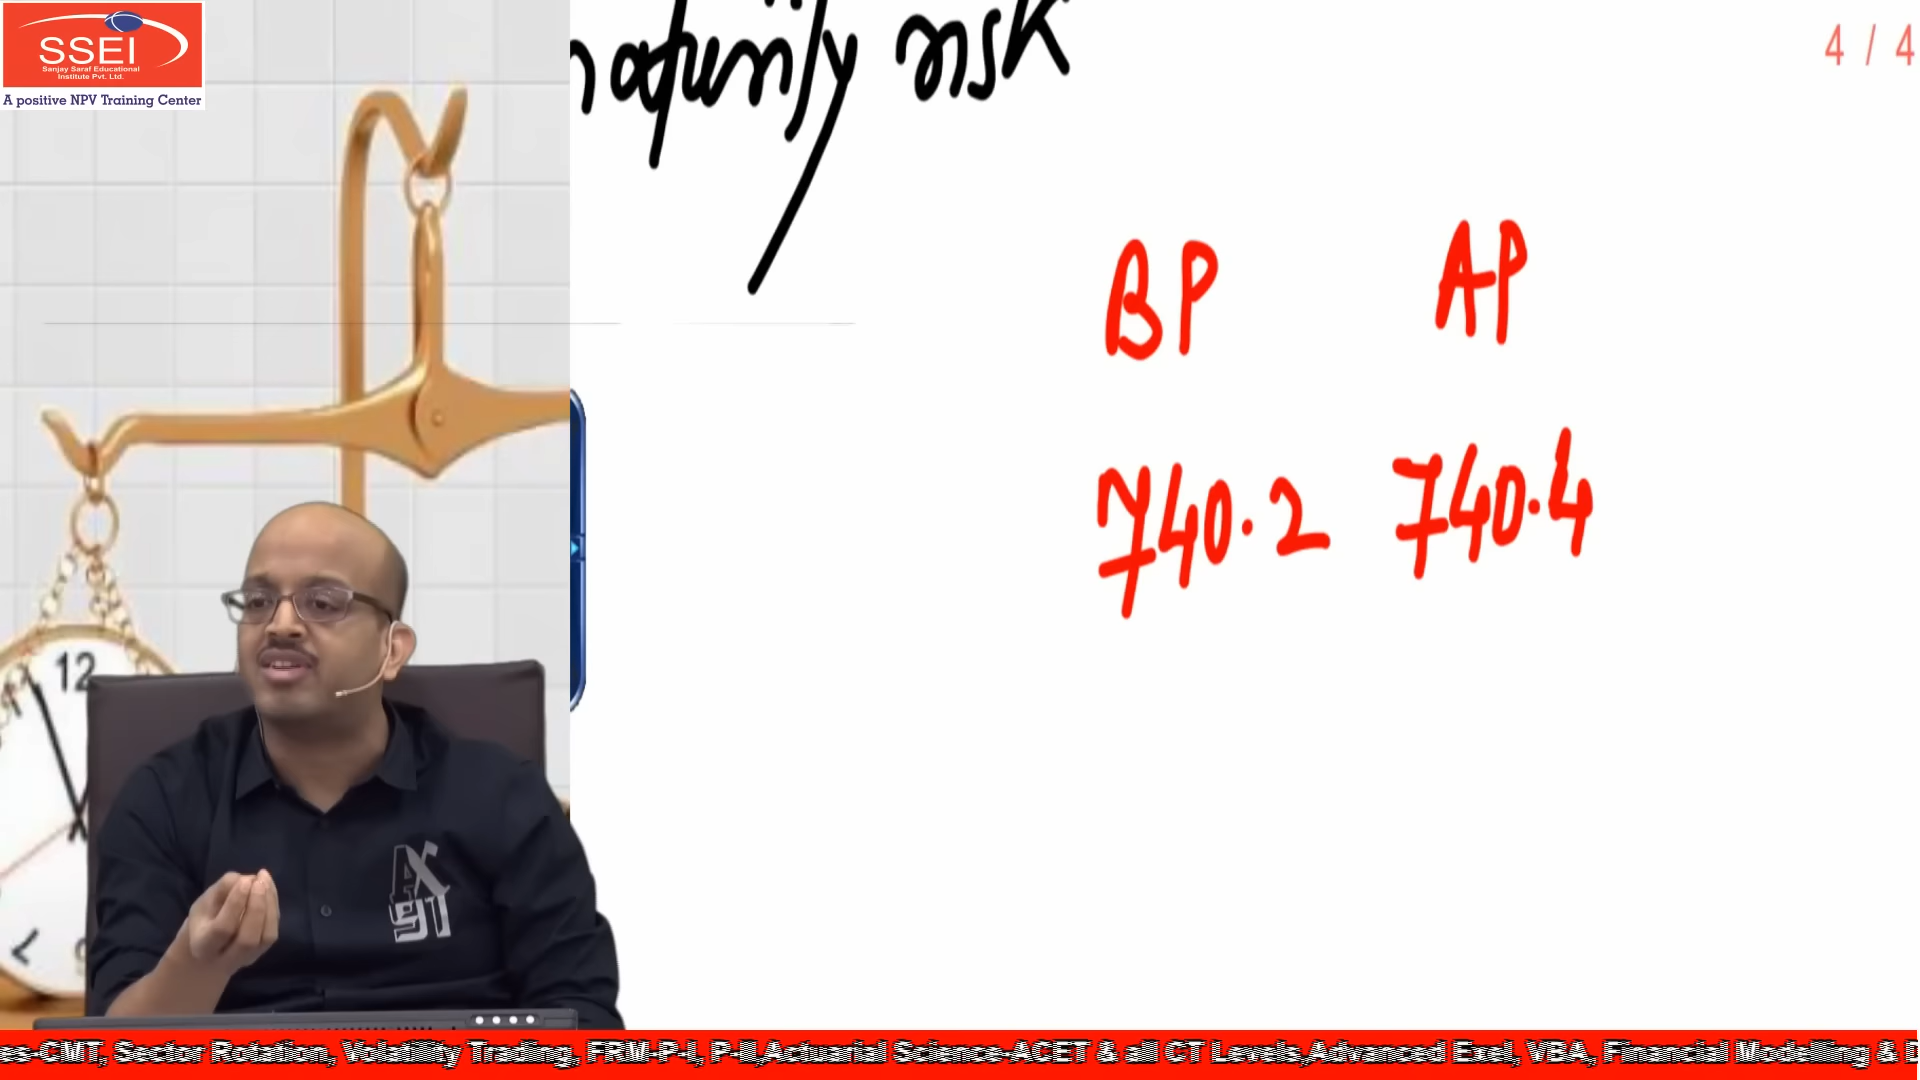 SSEI
Sanjay Saraf Educational
Institute Pvt. Ltd.
A positive NPV Training Center
maturity risk
4 / 4
BP AP
740.2 740.4
12
es-CMT, Sector Rotation, Volatility Trading, FRM-P-I, P-II,Actuarial Science-ACET & all CT Levels,Advanced Exel, VBA, Financial Modelling & D